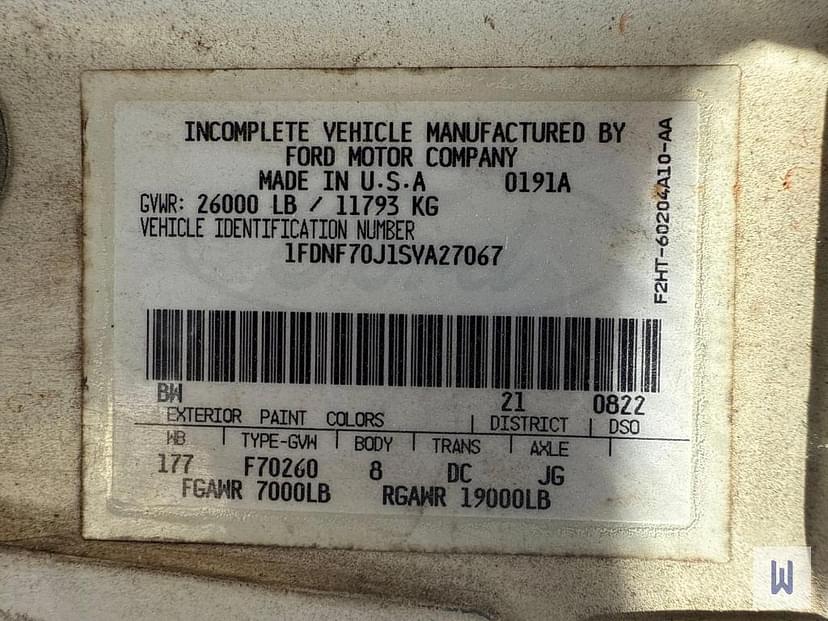 INCOMPLETE VEHICLE MANUFACTURED BY
FORD MOTOR COMPANY
MADE IN U.S.A 0191A
GVWR: 26000 LB / 11793 KG
VEHICLE IDENTIFICATION NUMBER
1FDNF70J1SVA27067
F2HT-60204A10-AA
BW 21 0822
EXTERIOR PAINT COLORS DISTRICT DSO
WB TYPE-GVW BODY TRANS AXLE
177 F70260 8 DC JG
FGAWR 7000LB RGAWR 19000LB
W